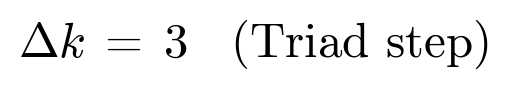 Δk = 3 (Triad step)